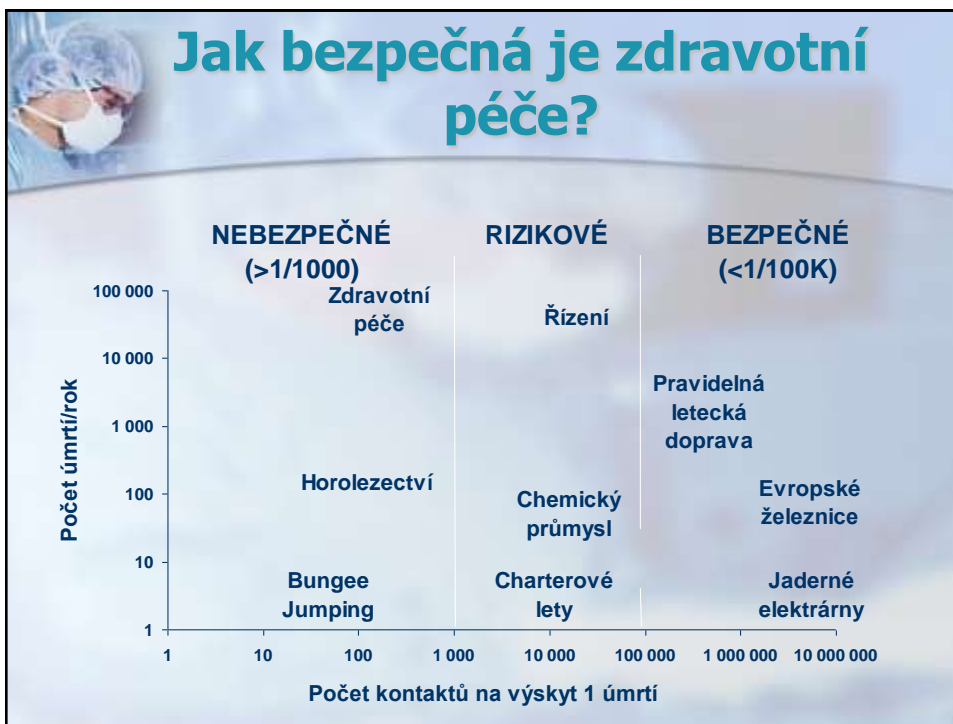 Jak bezpečná je zdravotní
péče?
NEBEZPEČNÉ
(>1/1000)
RIZIKOVÉ
BEZPEČNÉ
(<1/100K)
Počet úmrtí/rok
100 000
10 000
1 000
100
10
1
Zdravotní
péče
Řízení
Pravidelná
letecká
doprava
Horolezectví
Chemický
průmysl
Evropské
železnice
Bungee
Jumping
Charterové
lety
Jaderné
elektrárny
1
10
100
1 000
10 000
100 000
1 000 000
10 000 000
Počet kontaktů na výskyt 1 úmrtí